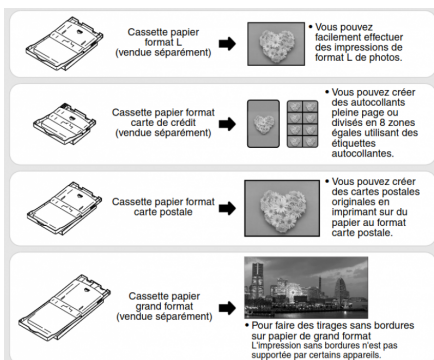 Cassette papier
format L
(vendue séparément)
• Vous pouvez
facilement effectuer
des impressions de
format L de photos.
Cassette papier format
carte de crédit
(vendue séparément)
• Vous pouvez créer
des autocollants
pleine page ou
divisés en 8 zones
égales utilisant des
étiquettes
autocollantes.
Cassette papier format
carte postale
• Vous pouvez créer
des cartes postales
originales en
imprimant sur du
papier au format
carte postale.
Cassette papier
grand format
(vendue séparément)
• Pour faire des tirages sans bordures
sur papier de grand format
L'impression sans bordures n'est pas
supportée par certains appareils.